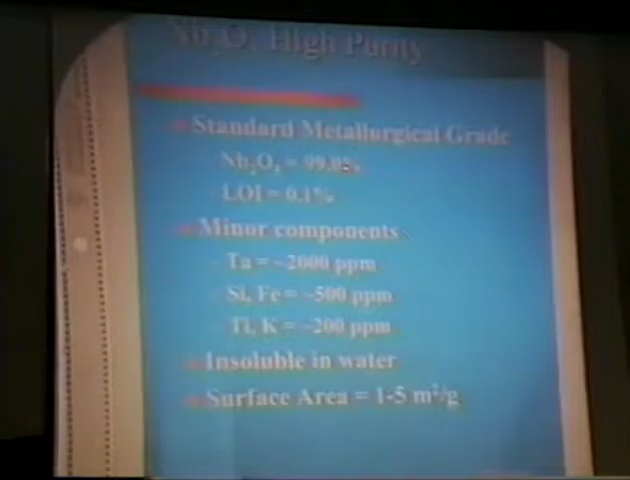 Nb₂O₅ High Purity
Standard Metallurgical Grade
Nb₂O₅ = 99.0%
LOI = 0.1%
Minor components
Ta = ~2000 ppm
Si, Fe = ~500 ppm
Ti, K = ~200 ppm
Insoluble in water
Surface Area = 1-5 m²/g